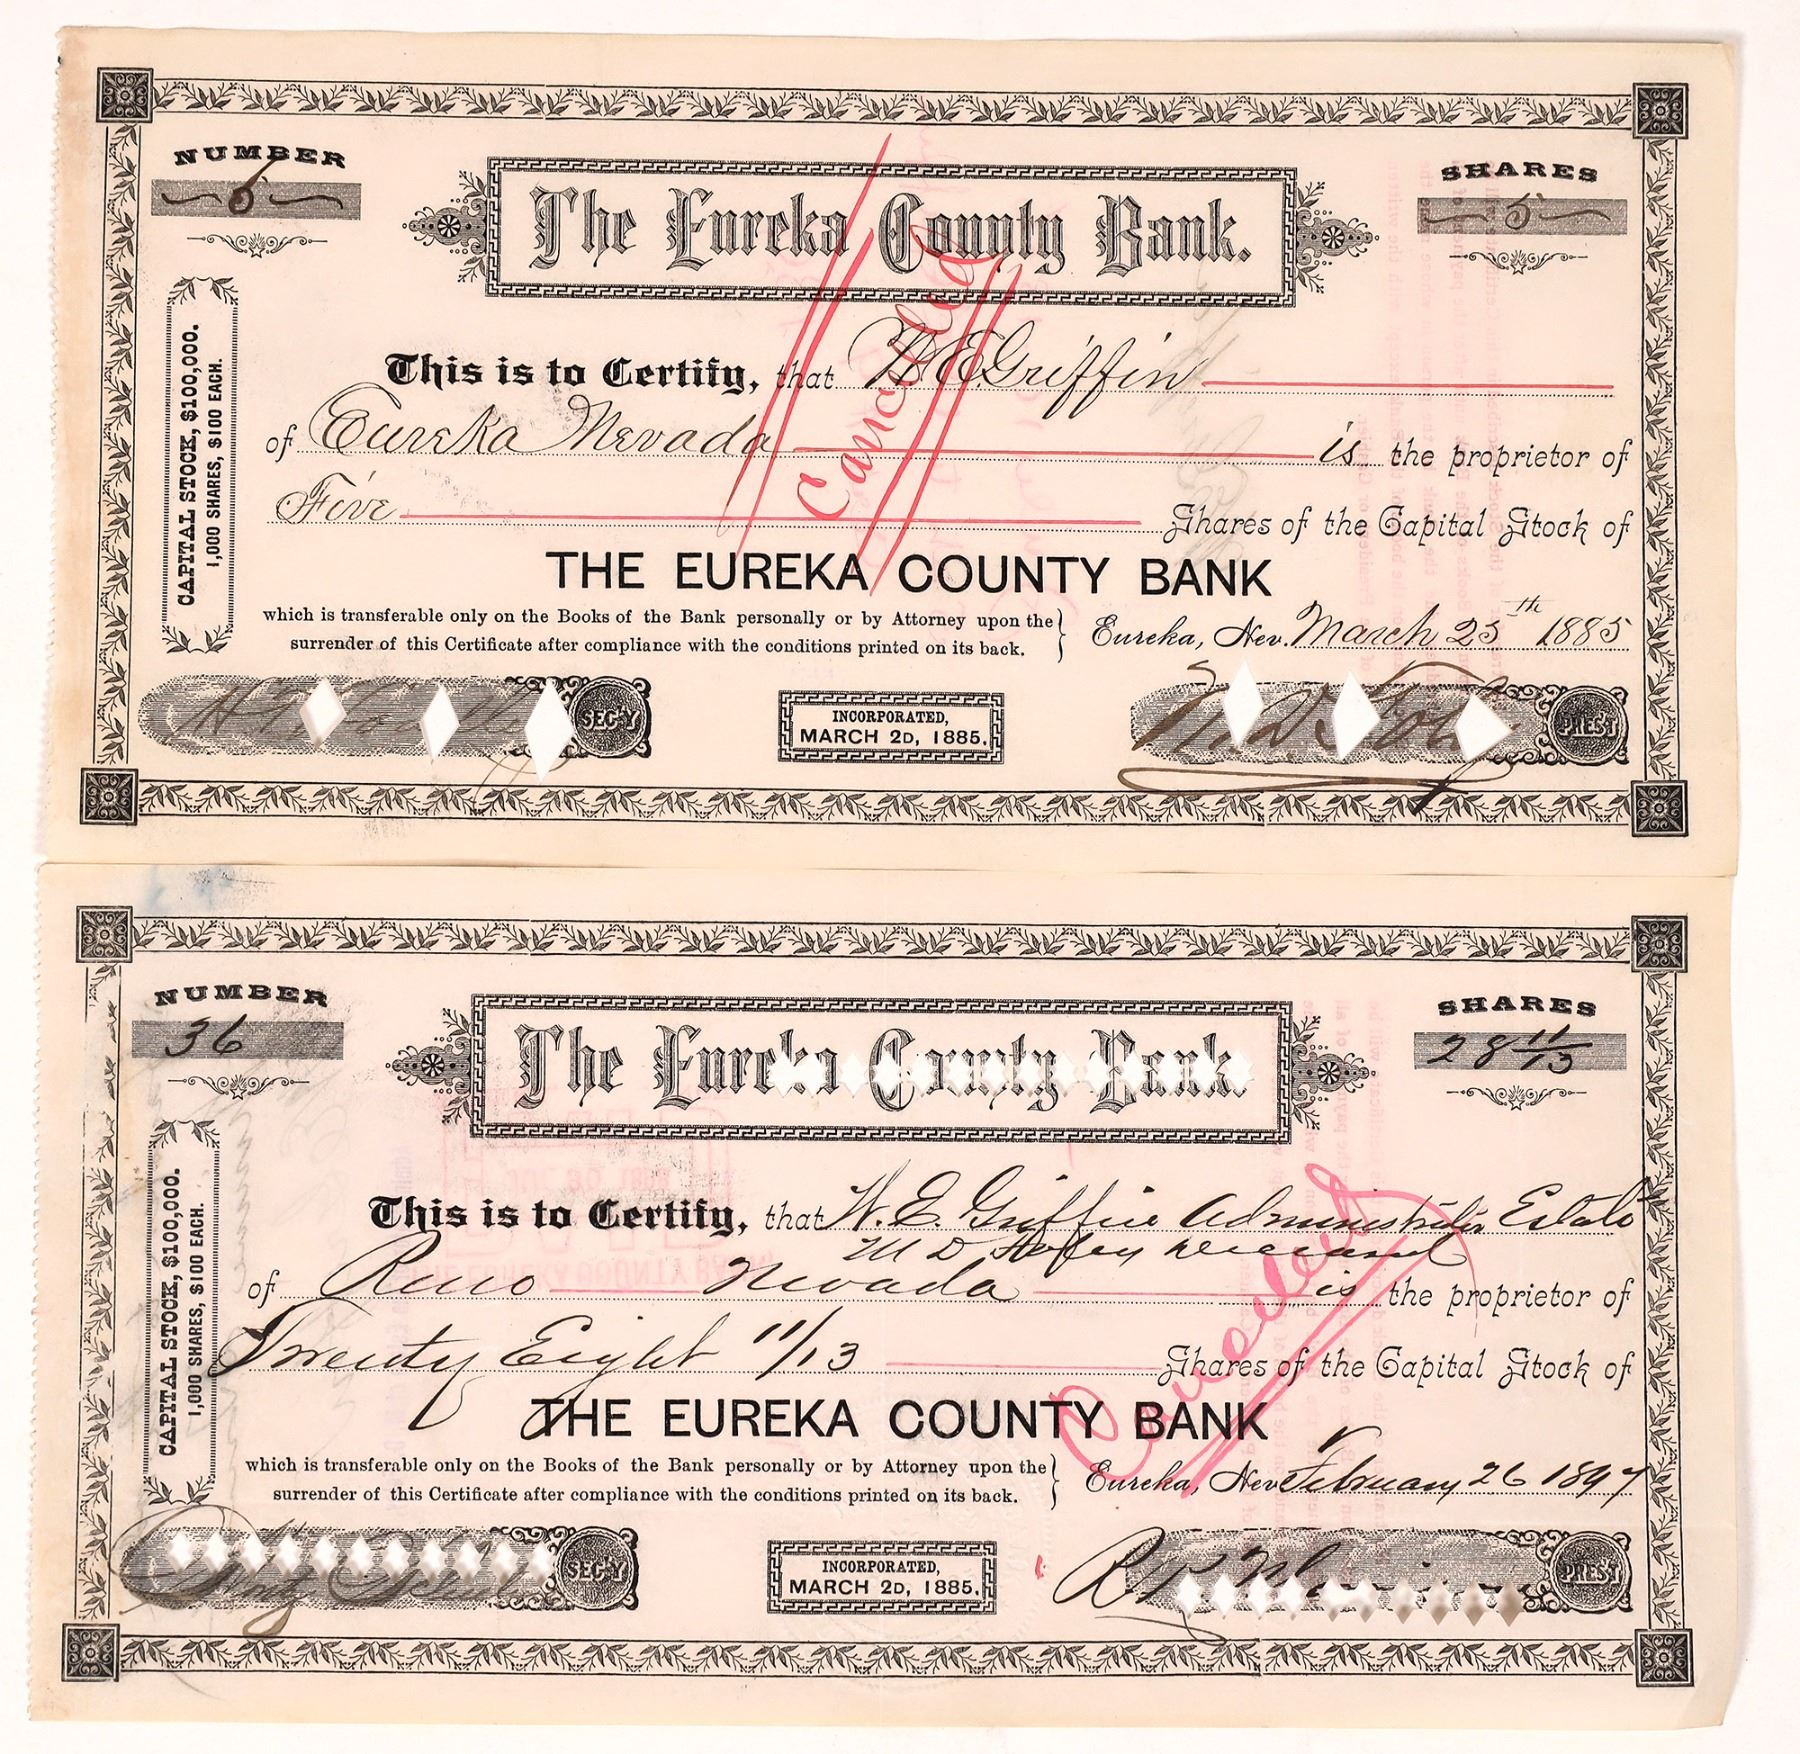 NUMBER
6
SHARES
5
The Eureka County Bank.
Cancelled
CAPITAL STOCK, $100,000.
1,000 SHARES, $100 EACH.
This is to Certify, that W E Griffin
of Eureka Nevada is the proprietor of
Five Shares of the Capital Stock of
THE EUREKA COUNTY BANK
which is transferable only on the Books of the Bank personally or by Attorney upon the
surrender of this Certificate after compliance with the conditions printed on its back.
Eureka, Nev. March 25th 1885
SEC'Y
INCORPORATED,
MARCH 2D, 1885.
PRES'T
NUMBER
36
SHARES
28 11/13
The Eureka County Bank.
CAPITAL STOCK, $100,000.
1,000 SHARES, $100 EACH.
This is to Certify, that W. E. Griffin Administrator Estate
M D deceased
of Reno Nevada is the proprietor of
Twenty Eight 11/13 Shares of the Capital Stock of
Cancelled
THE EUREKA COUNTY BANK
which is transferable only on the Books of the Bank personally or by Attorney upon the
surrender of this Certificate after compliance with the conditions printed on its back.
Eureka, Nev. February 26 1897
SEC'Y
INCORPORATED,
MARCH 2D, 1885.
PRES'T